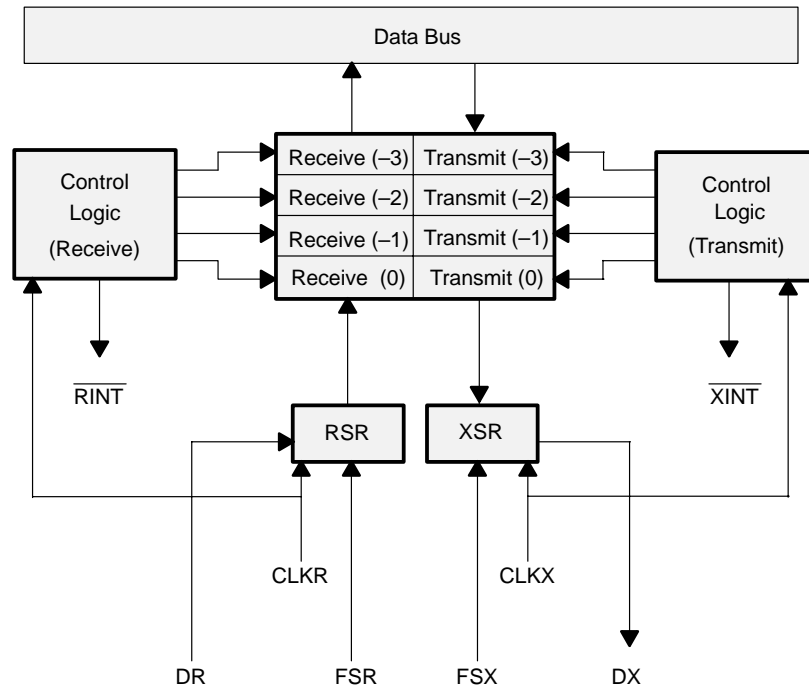 Data Bus
Receive (–3) Transmit (–3)
Control
Logic
(Receive)
Receive (–2) Transmit (–2)
Receive (–1) Transmit (–1)
Receive (0) Transmit (0)
Control
Logic
(Transmit)
RINT
XINT
RSR
XSR
CLKR
CLKX
DR
FSR
FSX
DX